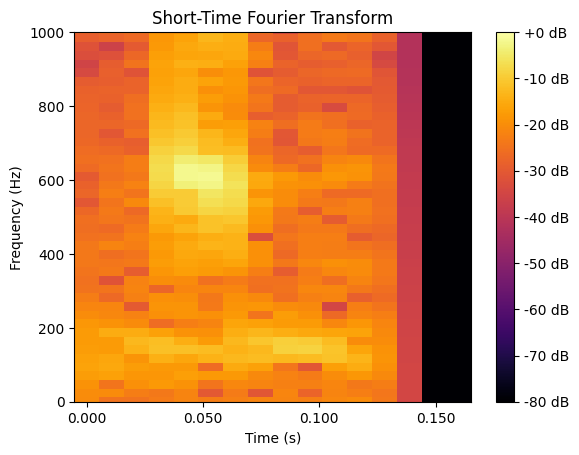 Short-Time Fourier Transform
Frequency (Hz)
1000
800
600
400
200
0
0.000
0.050
0.100
0.150
Time (s)
+0 dB
-10 dB
-20 dB
-30 dB
-40 dB
-50 dB
-60 dB
-70 dB
-80 dB